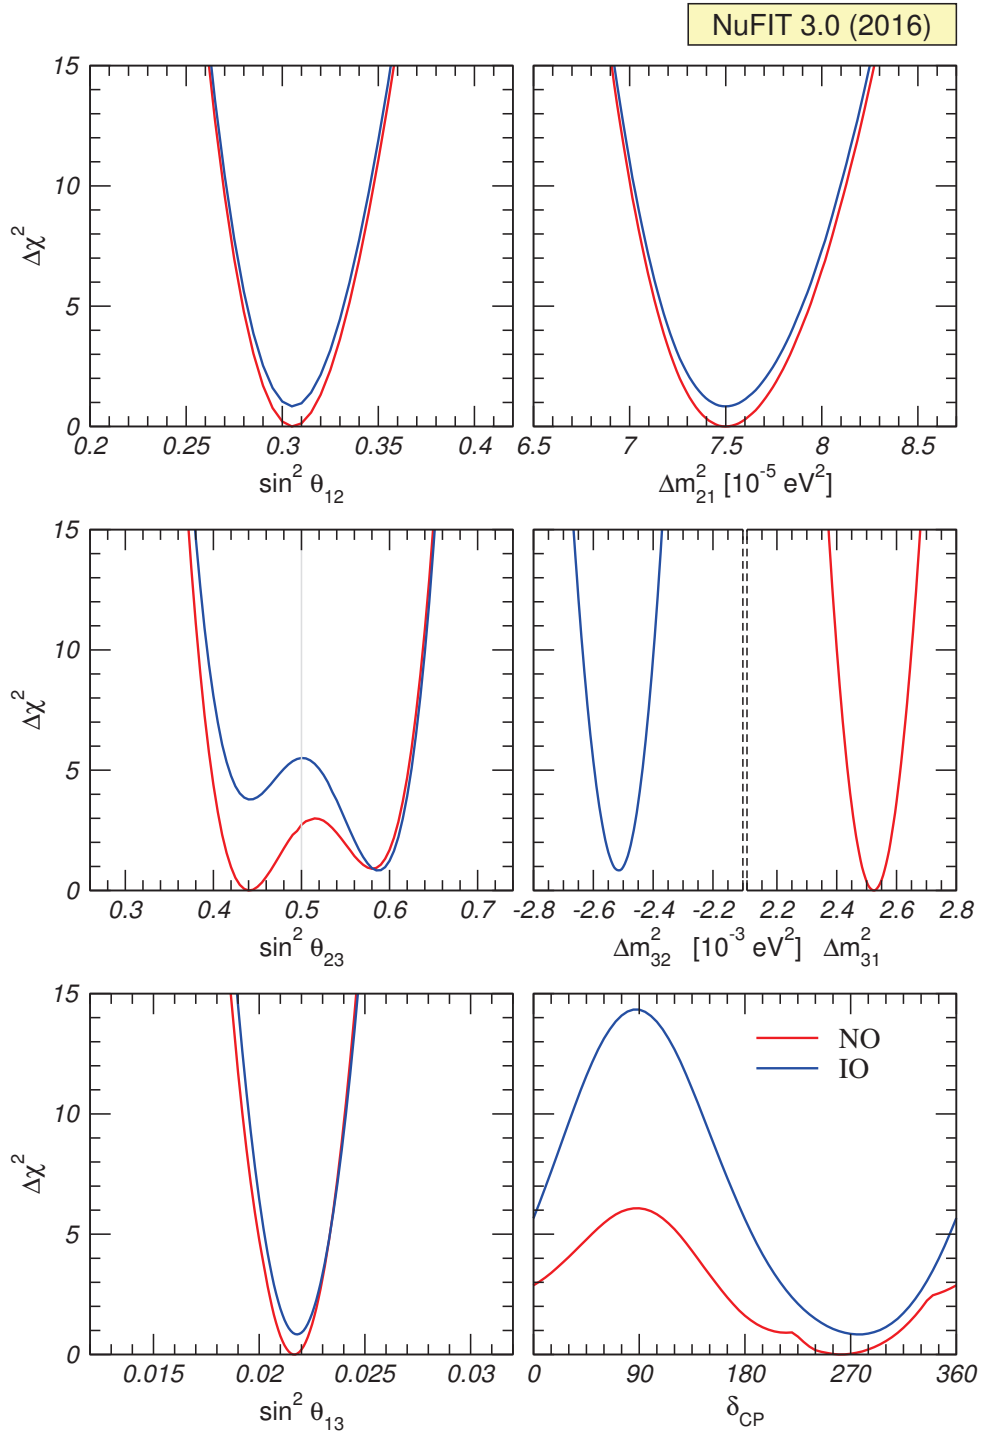 NuFIT 3.0 (2016)
15
10
5
0
Δχ²
0.2 0.25 0.3 0.35 0.4
sin² θ₁₂
6.5 7 7.5 8 8.5
Δm²₂₁ [10⁻⁵ eV²]
15
10
5
0
Δχ²
0.3 0.4 0.5 0.6 0.7
sin² θ₂₃
-2.8 -2.6 -2.4 -2.2 2.2 2.4 2.6 2.8
Δm²₃₂ [10⁻³ eV²] Δm²₃₁
15
10
5
0
Δχ²
0.015 0.02 0.025 0.03
sin² θ₁₃
NO
IO
0 90 180 270 360
δCP